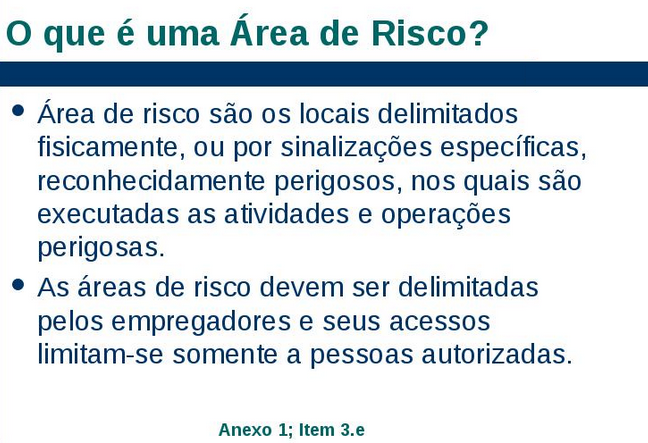 O que é uma Área de Risco?
• Área de risco são os locais delimitados
fisicamente, ou por sinalizações específicas,
reconhecidamente perigosos, nos quais são
executadas as atividades e operações
perigosas.
• As áreas de risco devem ser delimitadas
pelos empregadores e seus acessos
limitam-se somente a pessoas autorizadas.
Anexo 1; Item 3.e